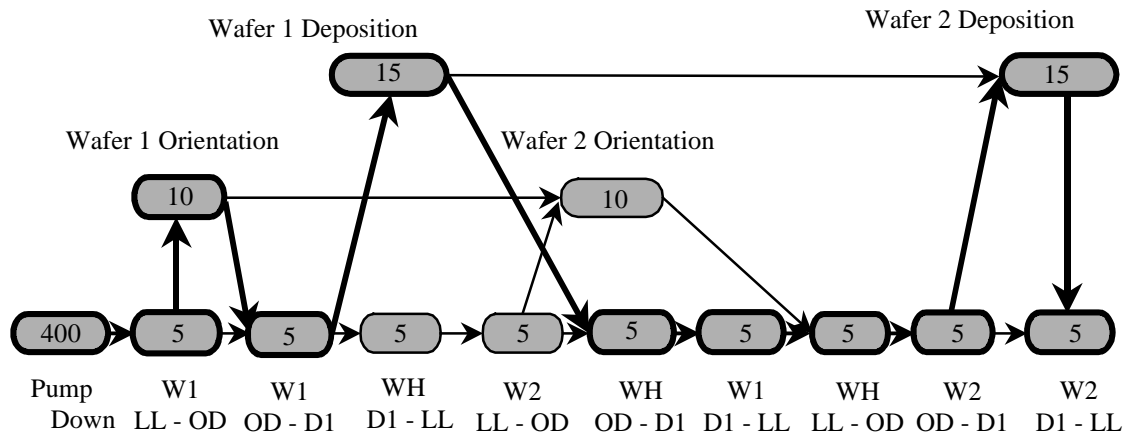 Wafer 1 Deposition
Wafer 2 Deposition
15
15
Wafer 1 Orientation
Wafer 2 Orientation
10
10
400
5
5
5
5
5
5
5
5
5
Pump Down
W1
LL - OD
W1
OD - D1
WH
D1 - LL
W2
LL - OD
WH
OD - D1
W1
D1 - LL
WH
LL - OD
W2
OD - D1
W2
D1 - LL